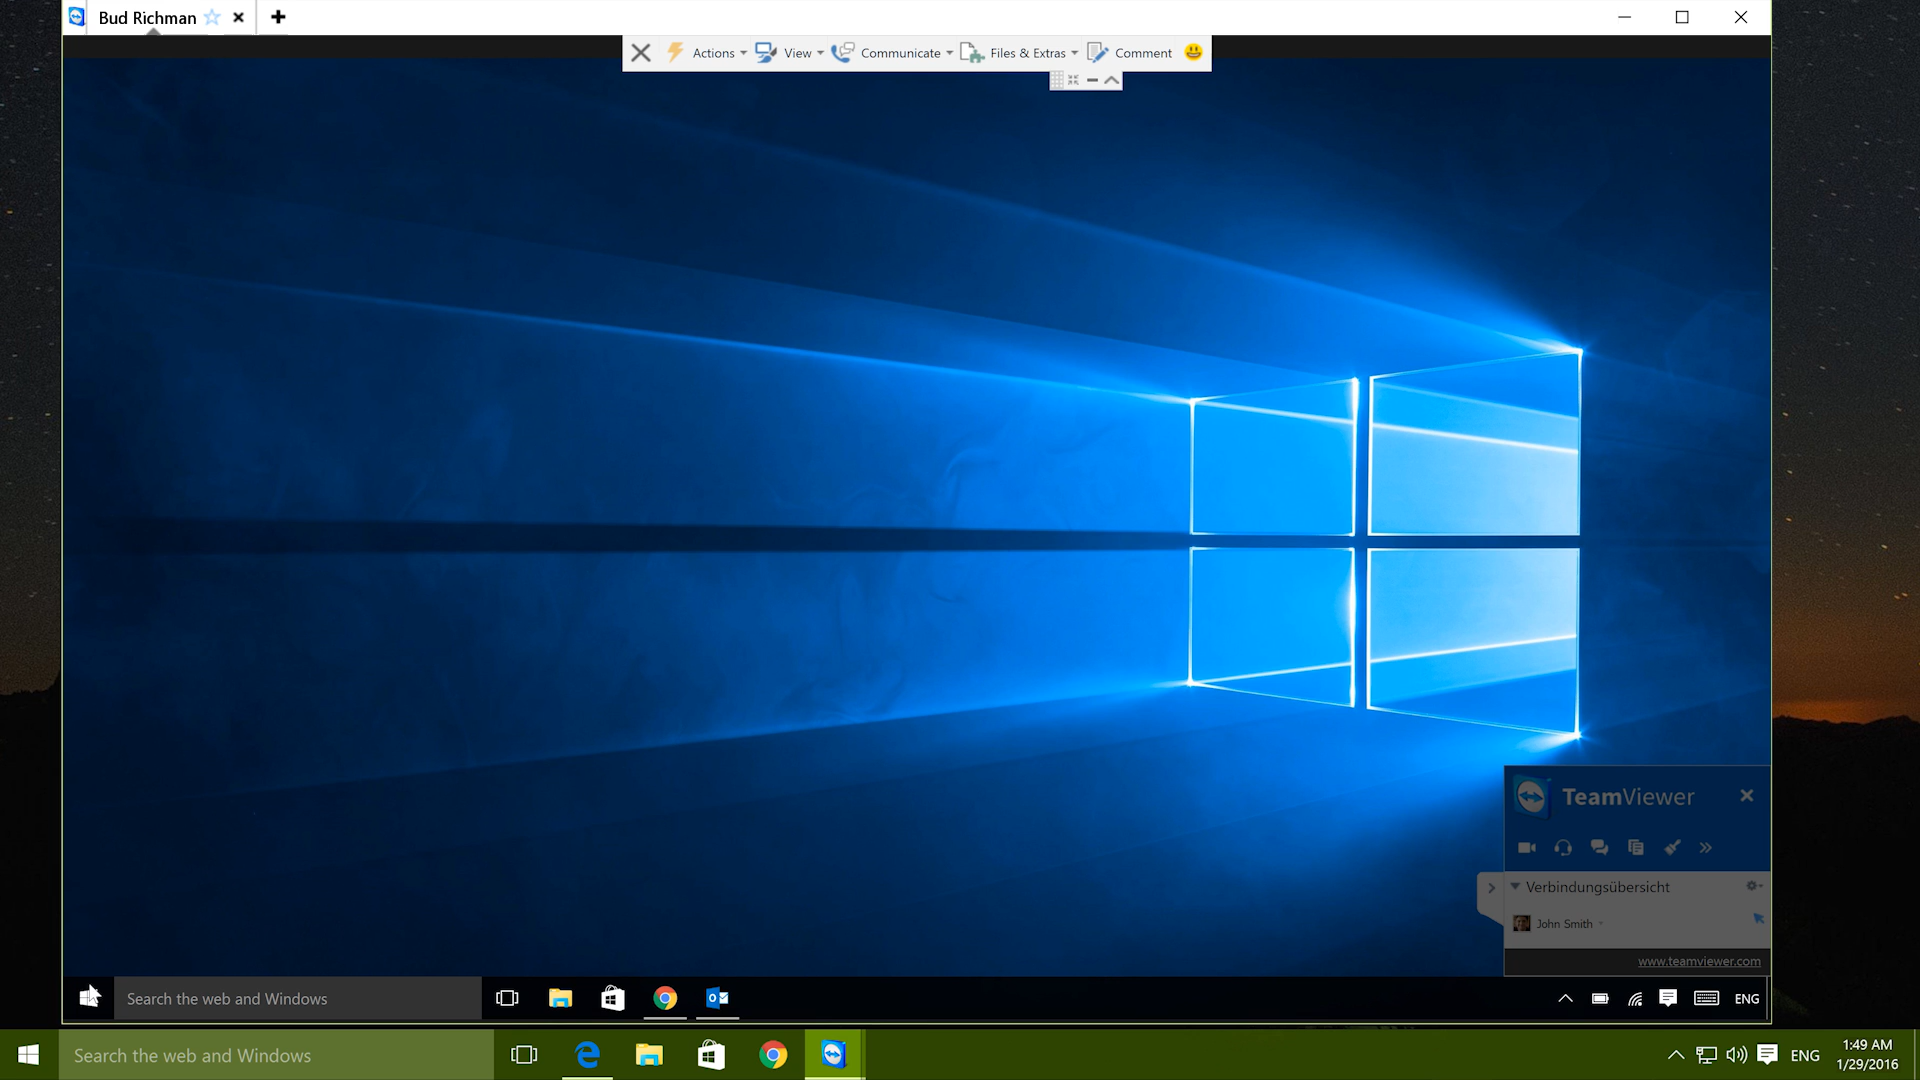 Bud Richman
Actions
View
Communicate
Files & Extras
Comment
TeamViewer
Verbindungsübersicht
John Smith
www.teamviewer.com
Search the web and Windows
ENG
Search the web and Windows
ENG
1:49 AM
1/29/2016